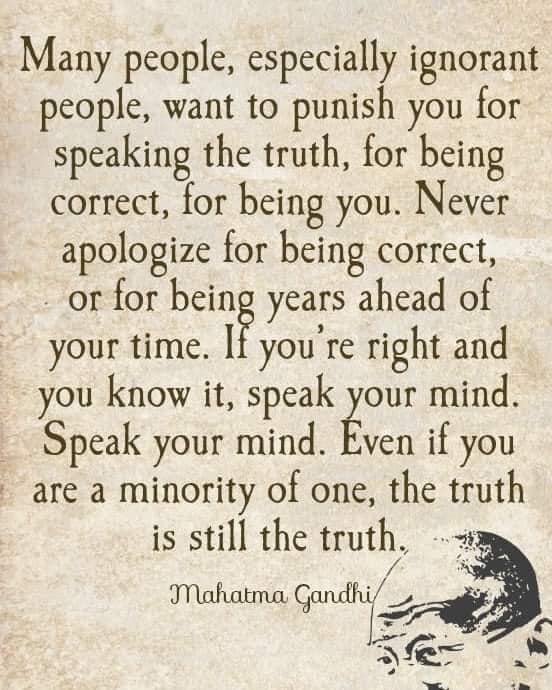 Many people, especially ignorant
people, want to punish you for
speaking the truth, for being
correct, for being you. Never
apologize for being correct,
or for being years ahead of
your time. If you're right and
you know it, speak your mind.
Speak your mind. Even if you
are a minority of one, the truth
is still the truth.
Mahatma Gandhi